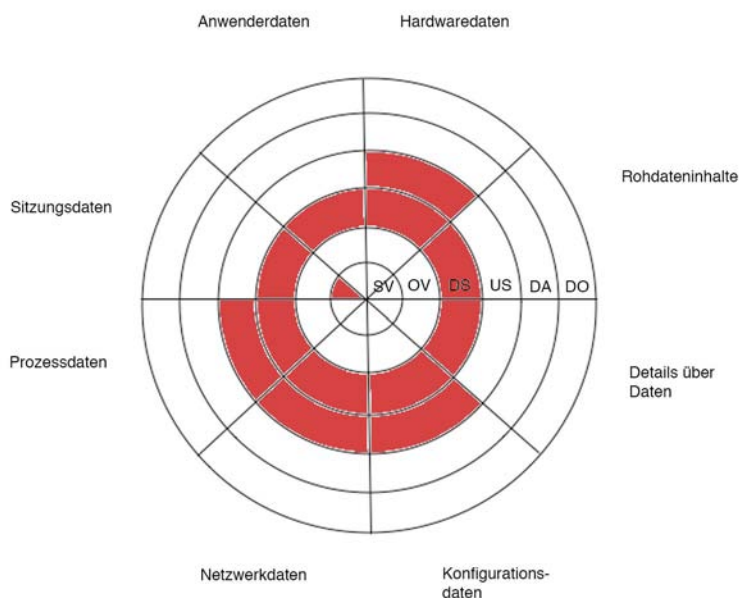 Anwenderdaten
Hardwaredaten
Rohdateninhalte
Sitzungsdaten
SV OV DS US DA DO
Prozessdaten
Details über
Daten
Netzwerkdaten
Konfigurations-
daten